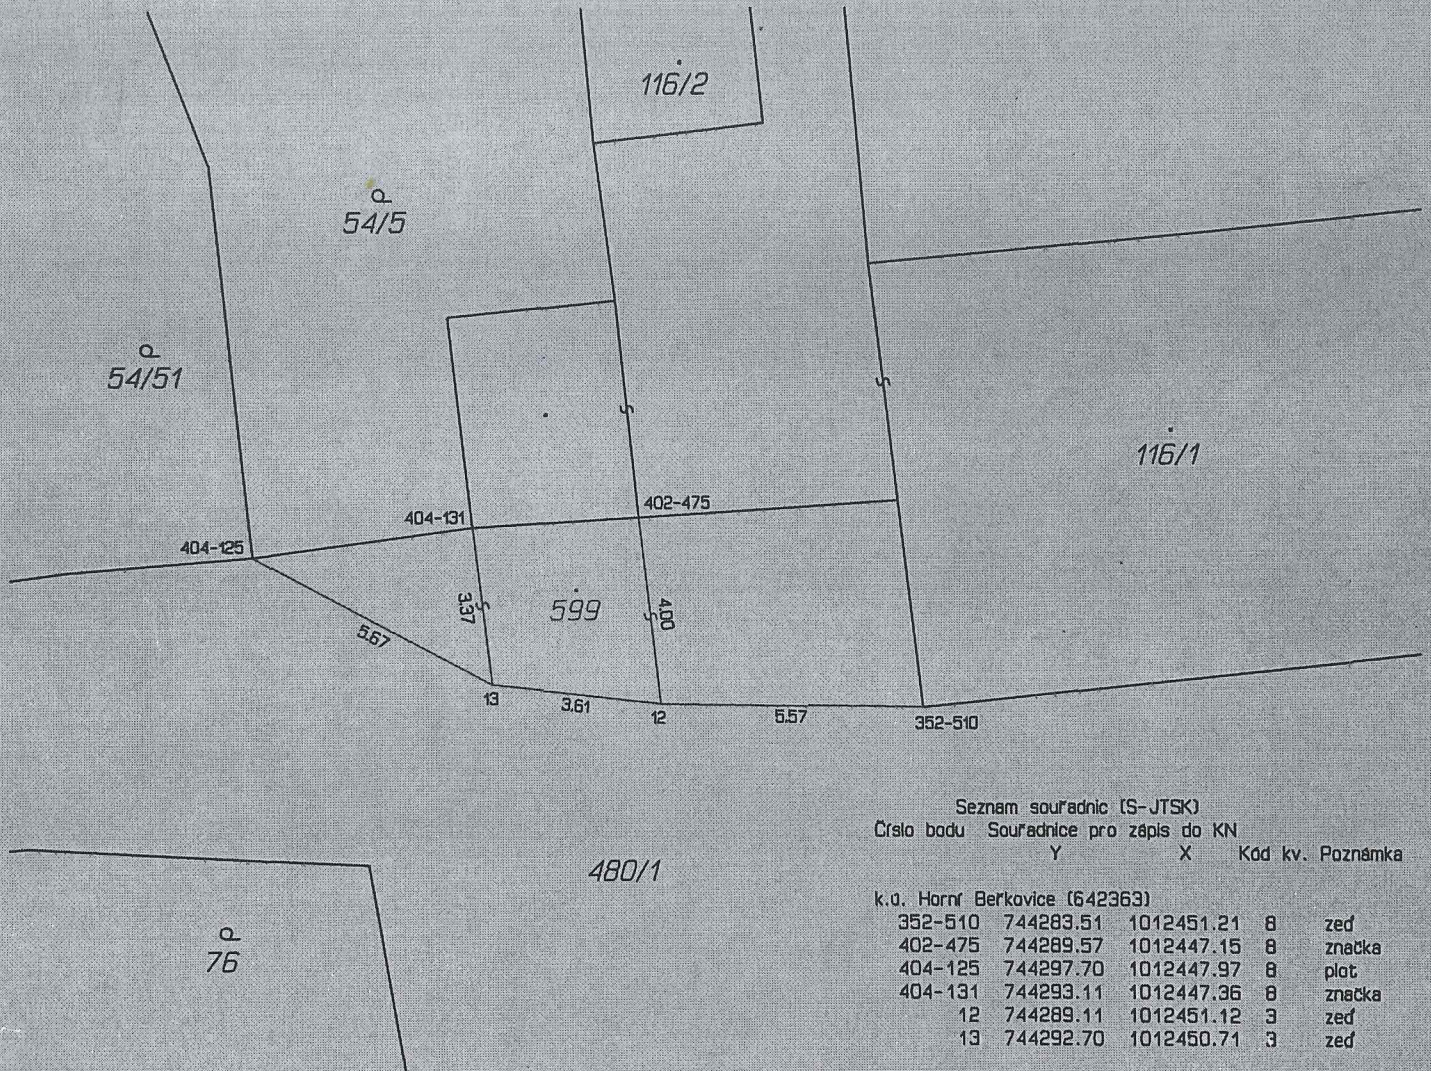 116/2
54/5
54/51
116/1
402-475
404-131
404-125
3.37
599
4.00
5.67
13
3.61
12
5.57
352-510
480/1
76
Seznam souřadnic (S-JTSK)
Číslo bodu Souřadnice pro zápis do KN
Y X Kód kv. Poznámka
k.ú. Horní Beřkovice (642363)
352-510 744283.51 1012451.21 8 zeď
402-475 744289.57 1012447.15 8 značka
404-125 744297.70 1012447.97 8 plot
404-131 744293.11 1012447.36 8 značka
12 744289.11 1012451.12 3 zeď
13 744292.70 1012450.71 3 zeď